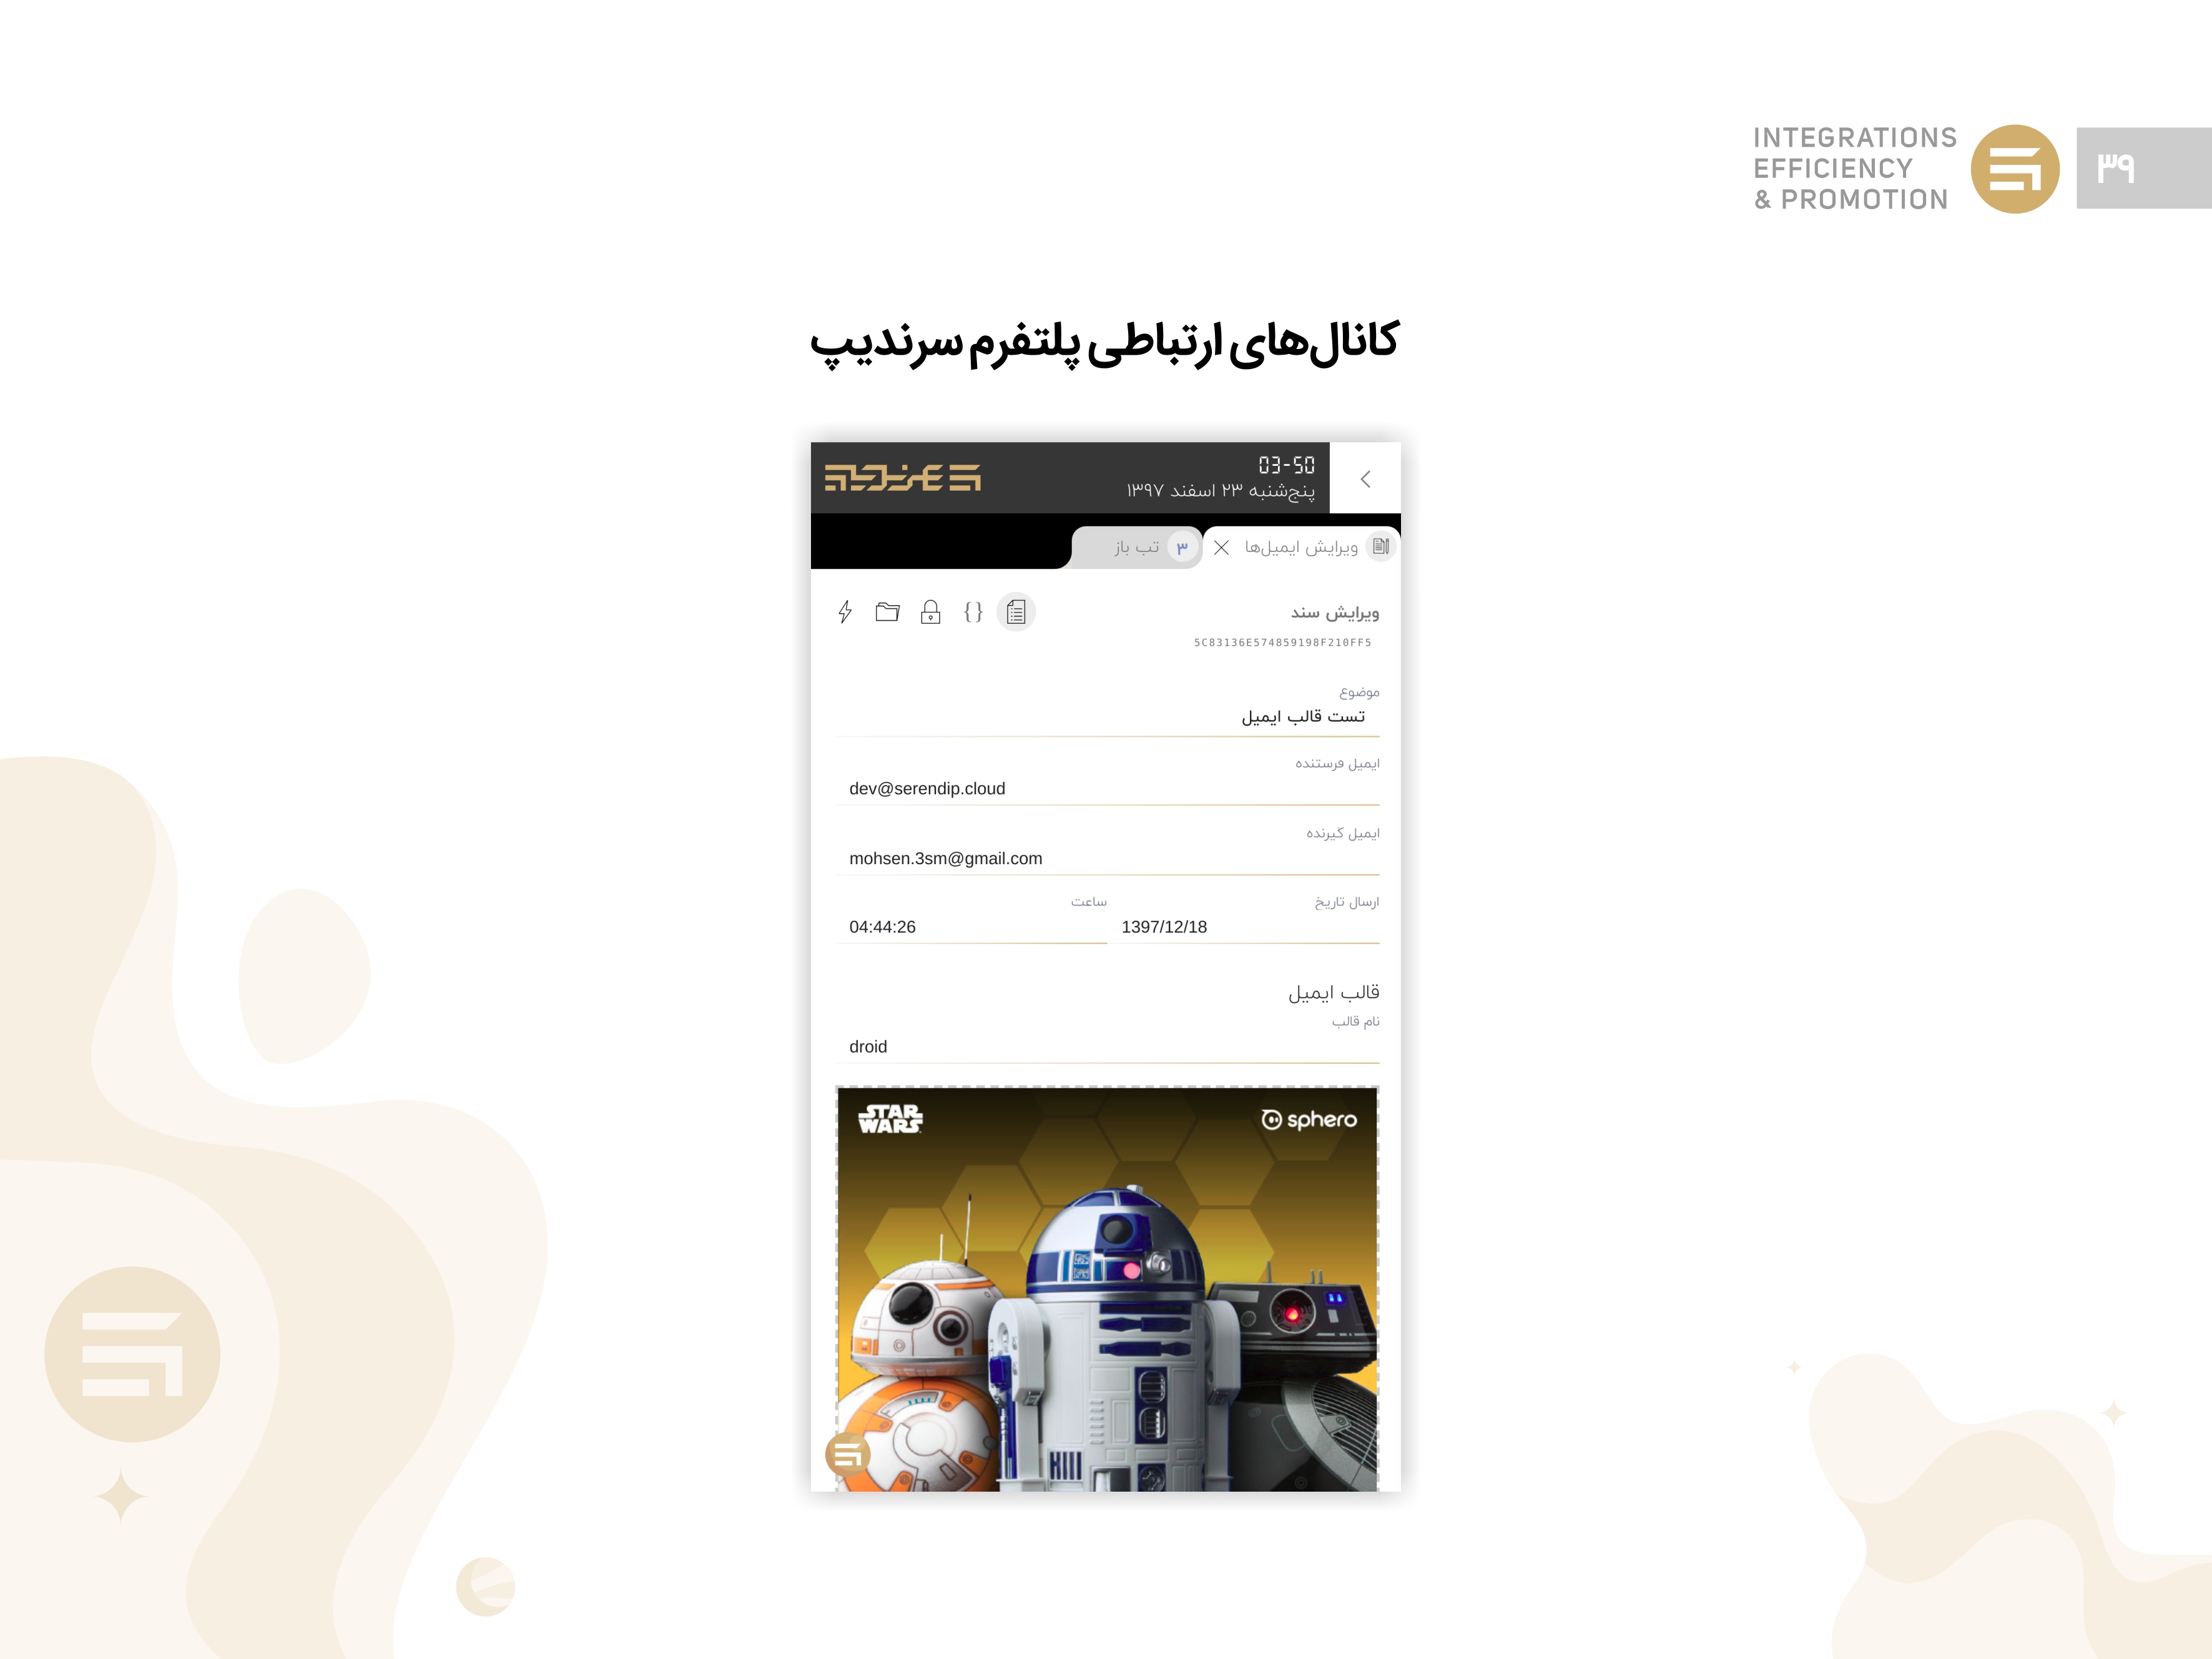 INTEGRATIONS
EFFICIENCY
& PROMOTION
۳۹
کانال‌های ارتباطی پلتفرم سرندیپ
03-50
پنج‌شنبه ۲۳ اسفند ۱۳۹۷
سرندیپ
ویرایش ایمیل‌ها
۳ تب باز
ویرایش سند
{}
5C83136E574859198F210FF5
موضوع
تست قالب ایمیل
ایمیل فرستنده
dev@serendip.cloud
ایمیل گیرنده
mohsen.3sm@gmail.com
ارسال تاریخ
ساعت
1397/12/18
04:44:26
قالب ایمیل
نام قالب
droid
STAR WARS
sphero